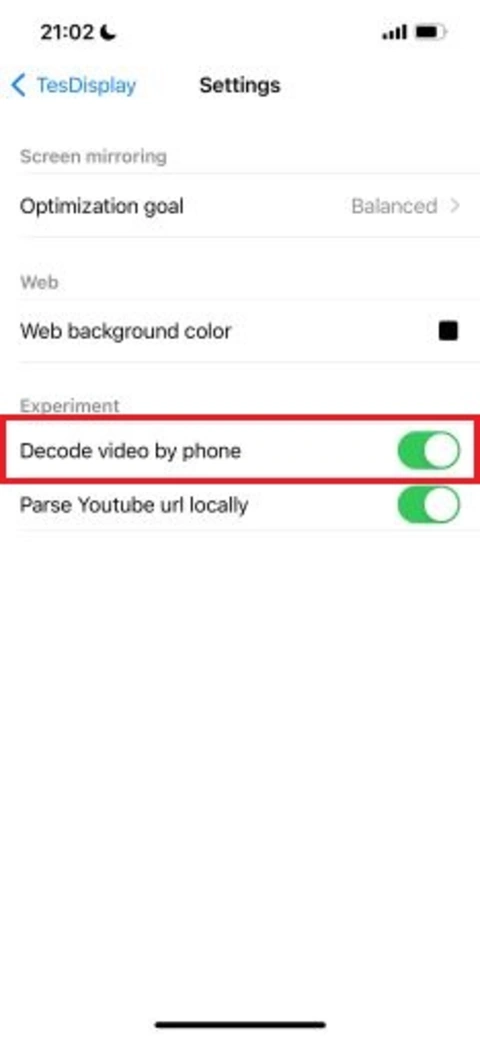 21:02
TesDisplay Settings
Screen mirroring
Optimization goal Balanced
Web
Web background color
Experiment
Decode video by phone
Parse Youtube url locally